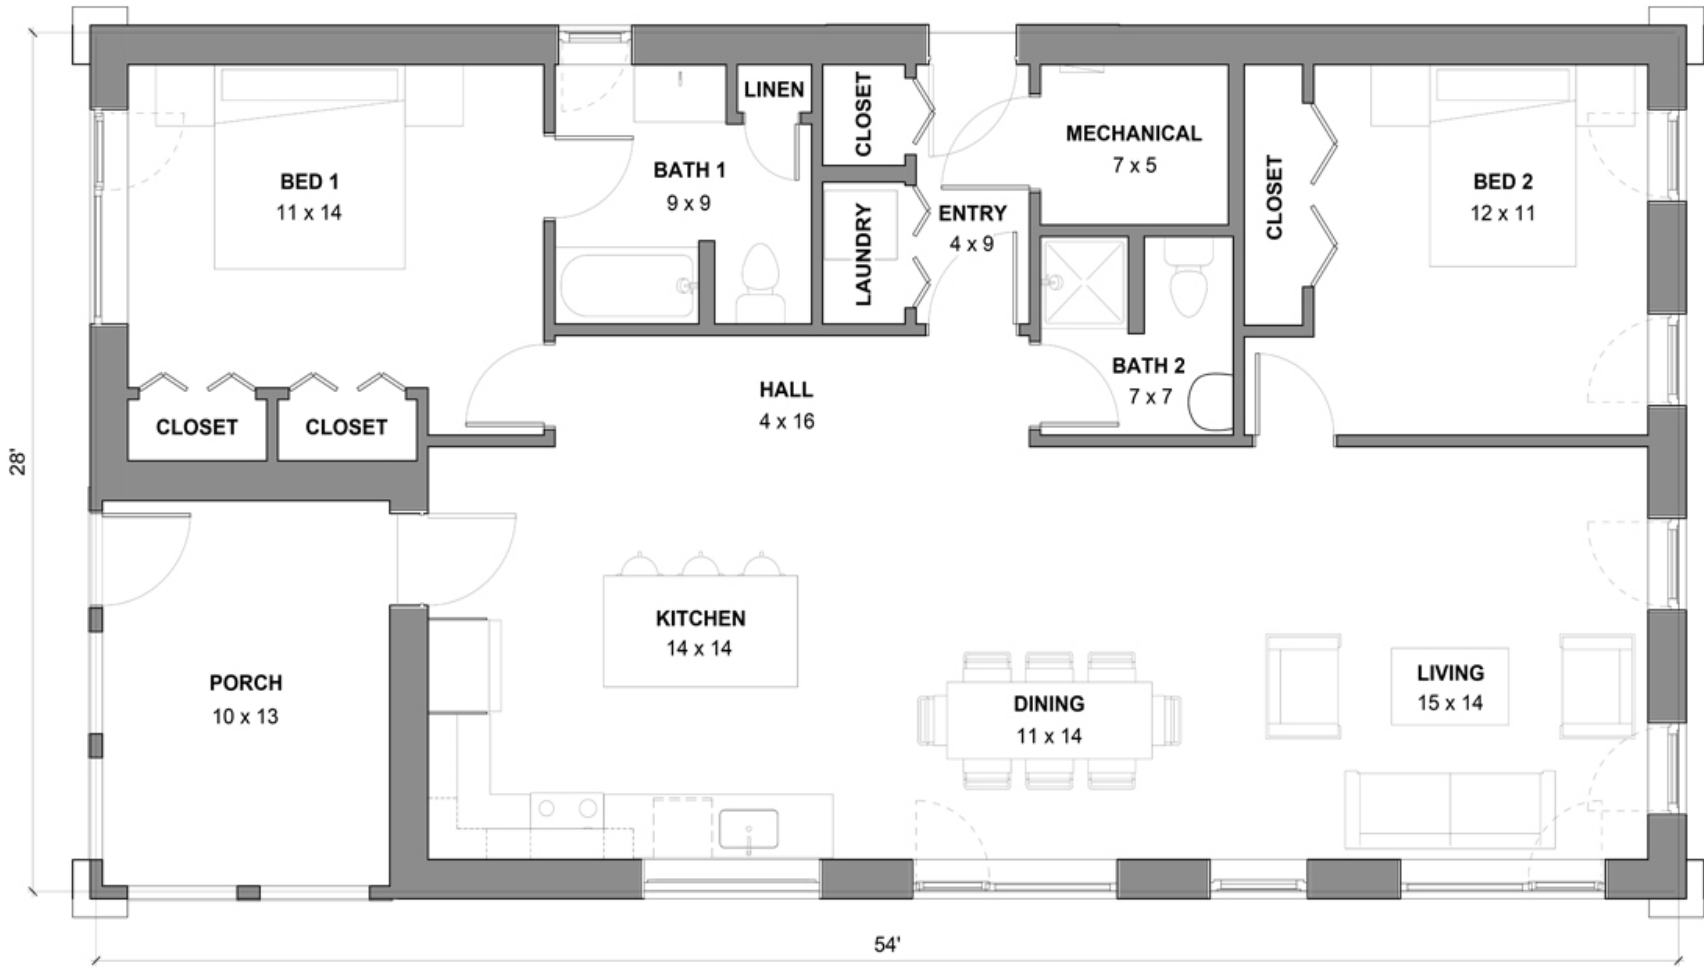 LINEN
CLOSET
MECHANICAL
7 x 5
BED 1
11 x 14
BATH 1
9 x 9
LAUNDRY
ENTRY
4 x 9
CLOSET
BED 2
12 x 11
HALL
4 x 16
BATH 2
7 x 7
CLOSET
CLOSET
28'
KITCHEN
14 x 14
PORCH
10 x 13
DINING
11 x 14
LIVING
15 x 14
54'